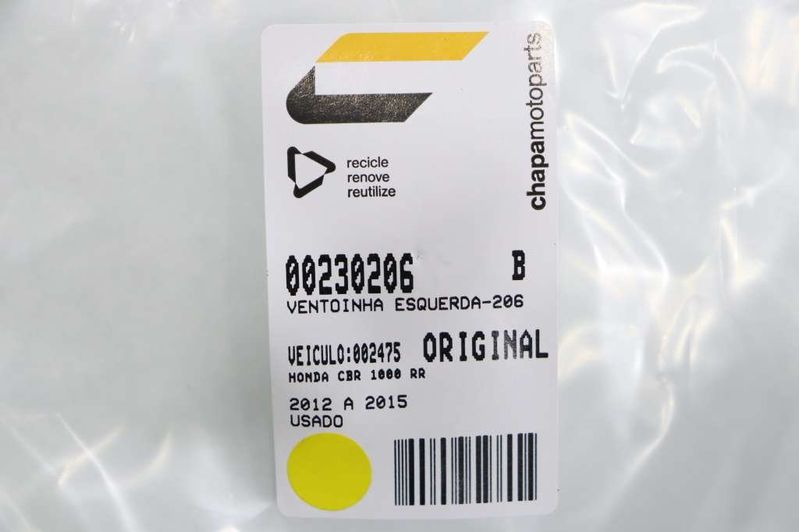 chapamotoparts
recicle
renove
reutilize
00230206 B
VENTOINHA ESQUERDA-206
VEICULO:002475 ORIGINAL
HONDA CBR 1000 RR
2012 A 2015
USADO